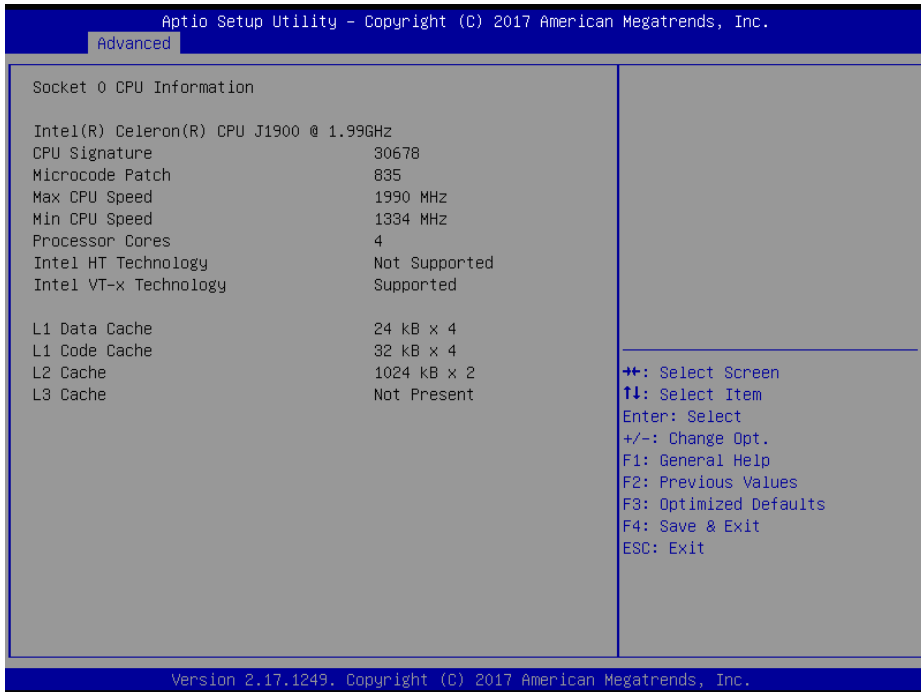 Aptio Setup Utility – Copyright (C) 2017 American Megatrends, Inc.
Advanced
Socket 0 CPU Information
Intel(R) Celeron(R) CPU J1900 @ 1.99GHz
CPU Signature 30678
Microcode Patch 835
Max CPU Speed 1990 MHz
Min CPU Speed 1334 MHz
Processor Cores 4
Intel HT Technology Not Supported
Intel VT-x Technology Supported
L1 Data Cache 24 kB x 4
L1 Code Cache 32 kB x 4
L2 Cache 1024 kB x 2
L3 Cache Not Present
→←: Select Screen
↑↓: Select Item
Enter: Select
+/-: Change Opt.
F1: General Help
F2: Previous Values
F3: Optimized Defaults
F4: Save & Exit
ESC: Exit
Version 2.17.1249. Copyright (C) 2017 American Megatrends, Inc.